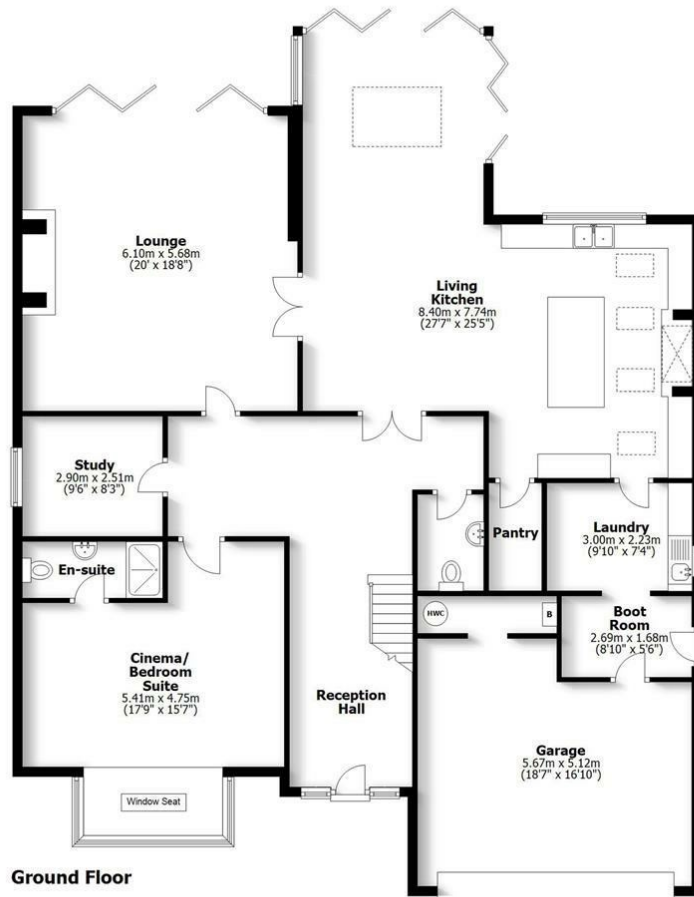 Lounge
6.10m x 5.68m
(20' x 18'8")
Living
Kitchen
8.40m x 7.74m
(27'7" x 25'5")
Study
2.90m x 2.51m
(9'6" x 8'3")
Pantry
Laundry
3.00m x 2.23m
(9'10" x 7'4")
En-suite
HWC
B
Boot
Room
2.69m x 1.68m
(8'10" x 5'6")
Cinema/
Bedroom
Suite
5.41m x 4.75m
(17'9" x 15'7")
Reception
Hall
Garage
5.67m x 5.12m
(18'7" x 16'10")
Window Seat
Ground Floor